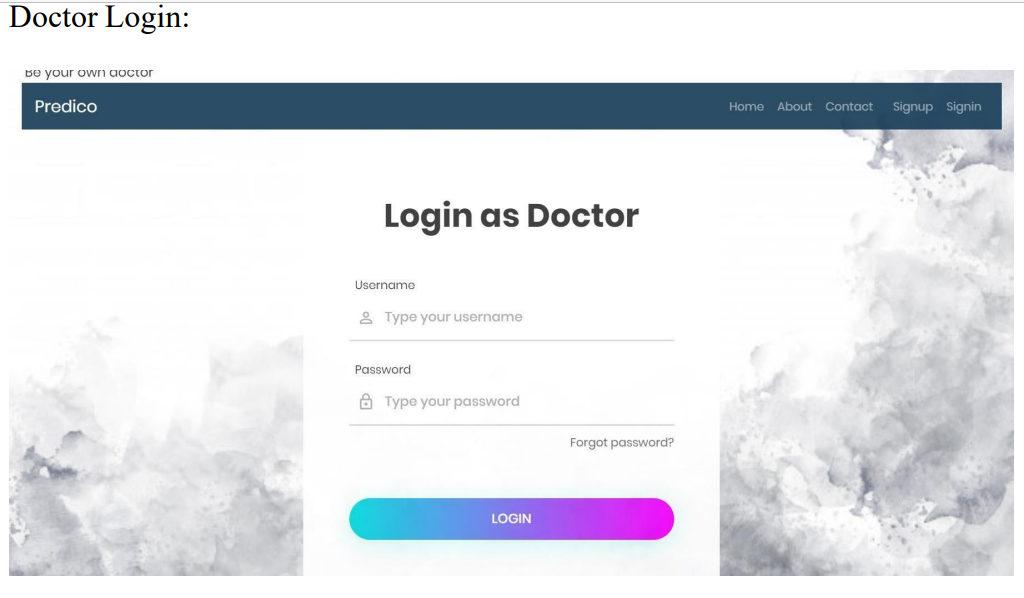 Doctor Login:
Be your own doctor
Predico Home About Contact Signup Signin
Login as Doctor
Username
Type your username
Password
Type your password
Forgot password?
LOGIN